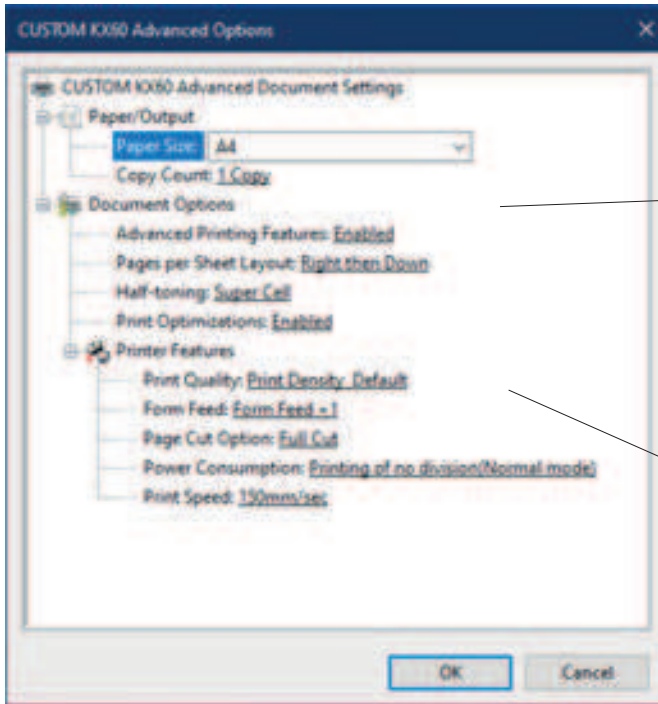 CUSTOM KX60 Advanced Options
CUSTOM KX60 Advanced Document Settings
Paper/Output
Paper Size: A4
Copy Count: 1 Copy
Document Options
Advanced Printing Features: Enabled
Pages per Sheet Layout: Right then Down
Half-toning: Super Cell
Print Optimizations: Enabled
Printer Features
Print Quality: Print Density Default
Form Feed: Form Feed +1
Page Cut Option: Full Cut
Power Consumption: Printing of no division(Normal mode)
Print Speed: 150mm/sec
OK
Cancel